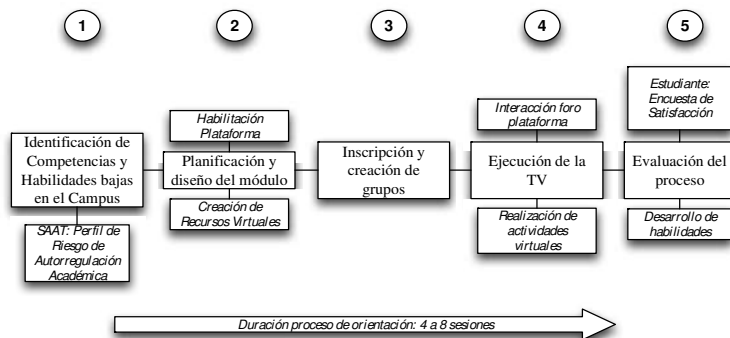 1
2
3
4
5
Identificación de
Competencias y
Habilidades bajas
en el Campus
SAAT: Perfil de
Riesgo de
Autorregulación
Académica
Habilitación
Plataforma
Planificación y
diseño del módulo
Creación de
Recursos Virtuales
Inscripción y
creación de
grupos
Interacción foro
plataforma
Ejecución de la
TV
Realización de
actividades
virtuales
Estudiante:
Encuesta de
Satisfacción
Evaluación del
proceso
Desarrollo de
habilidades
Duración proceso de orientación: 4 a 8 sesiones